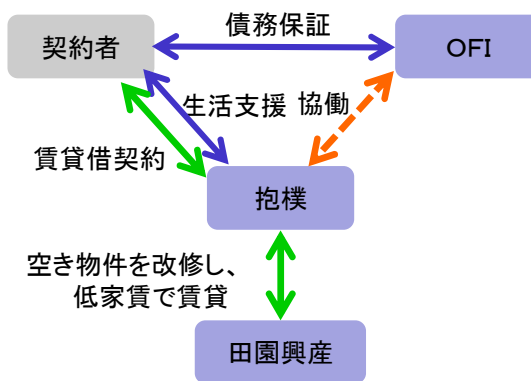 債務保証
契約者
OFI
生活支援
協働
賃貸借契約
抱樸
空き物件を改修し、
低家賃で賃貸
田園興産